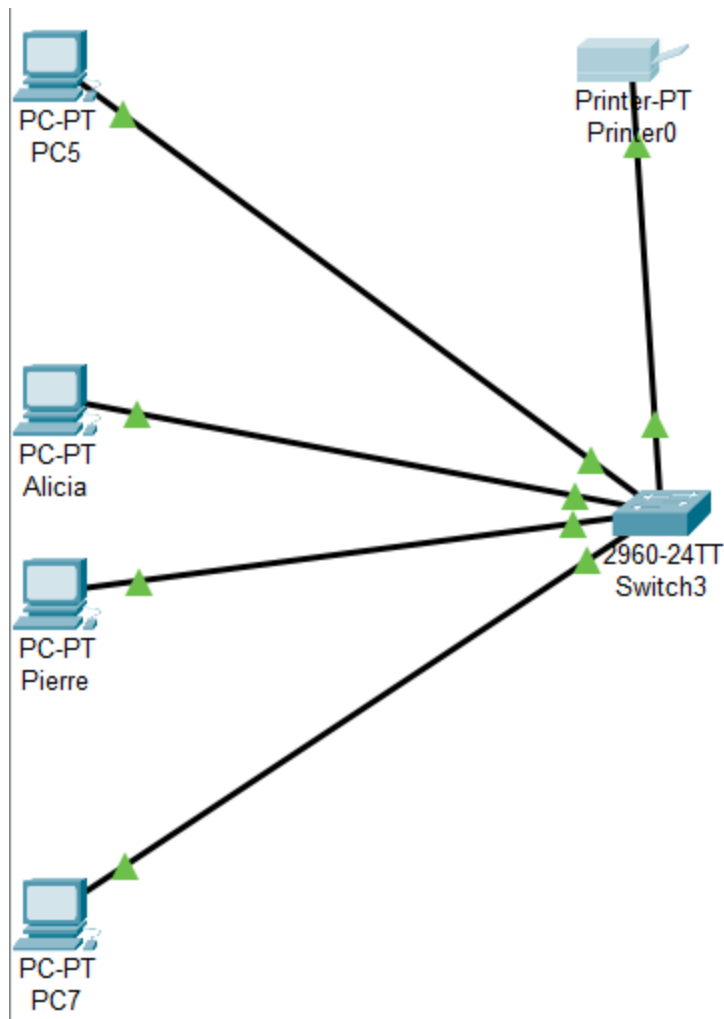 PC-PT
PC5
Printer-PT
Printer0
PC-PT
Alicia
2960-24TT
Switch3
PC-PT
Pierre
PC-PT
PC7